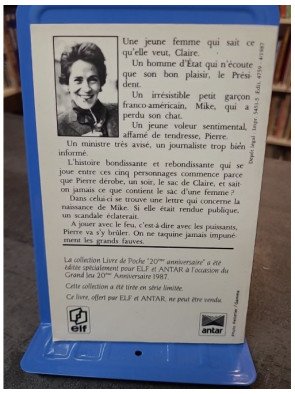 Une jeune femme qui sait ce
qu'elle veut, Claire.
Un homme d'État qui n'écoute
que son bon plaisir, le Prési-
dent.
Un irrésistible petit garçon
franco-américain, Mike, qui a
perdu son chat.
Un jeune voleur sentimental,
affamé de tendresse, Pierre.
Un ministre très avisé, un journaliste trop bien
informé.
L'histoire bondissante et rebondissante qui se
joue entre ces cinq personnages commence parce
que Pierre dérobe, un soir, le sac de Claire, et sait-
on jamais ce que contient le sac d'une femme ?
Dans celui-ci se trouve une lettre qui concerne la
naissance de Mike. Si elle était rendue publique,
un scandale éclaterait.
A jouer avec le feu, c'est-à-dire avec les puissants,
Pierre va s'y brûler. On ne taquine jamais impuné-
ment les grands fauves.
La collection Livre de Poche "20ème anniversaire" a été
éditée spécialement pour ELF et ANTAR à l'occasion du
Grand Jeu 20ème Anniversaire 1987.
Cette collection a été tirée en série limitée.
Ce livre, offert par ELF et ANTAR, ne peut être vendu.
elf
antar
Dépôt légal Impr.